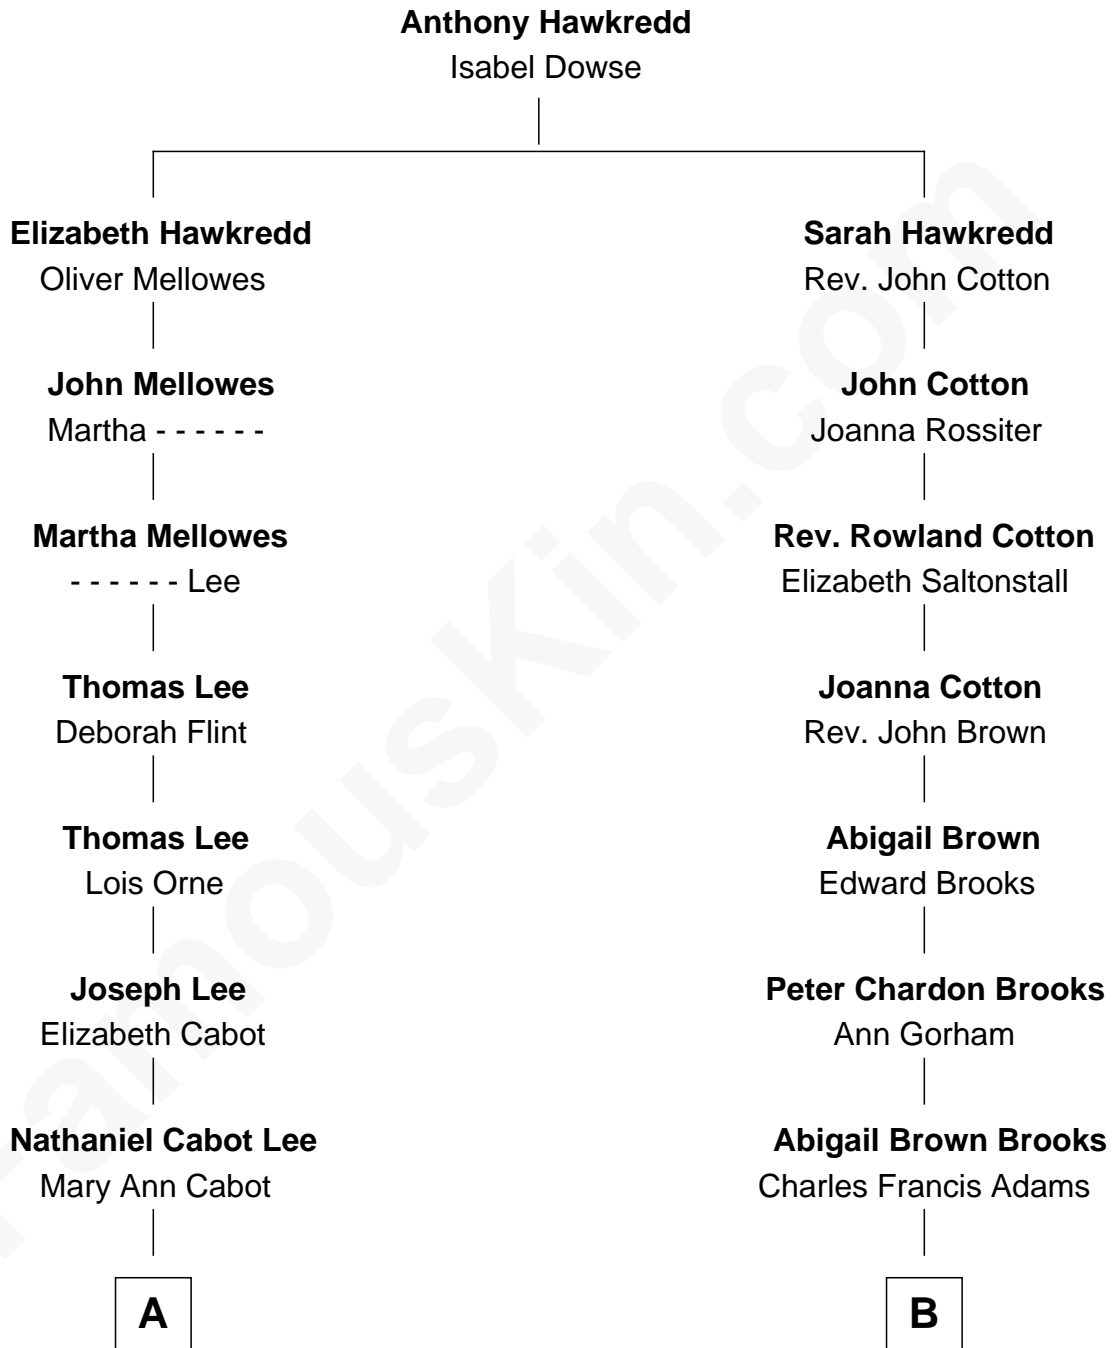 Anthony Hawkredd
Isabel Dowse
Elizabeth Hawkredd
Oliver Mellowes
Sarah Hawkredd
Rev. John Cotton
John Mellowes
Martha - - - - - -
John Cotton
Joanna Rossiter
Martha Mellowes
- - - - - - Lee
Rev. Rowland Cotton
Elizabeth Saltonstall
Thomas Lee
Deborah Flint
Joanna Cotton
Rev. John Brown
Thomas Lee
Lois Orne
Abigail Brown
Edward Brooks
Joseph Lee
Elizabeth Cabot
Peter Chardon Brooks
Ann Gorham
Nathaniel Cabot Lee
Mary Ann Cabot
Abigail Brown Brooks
Charles Francis Adams
A
B
FamousKin.com